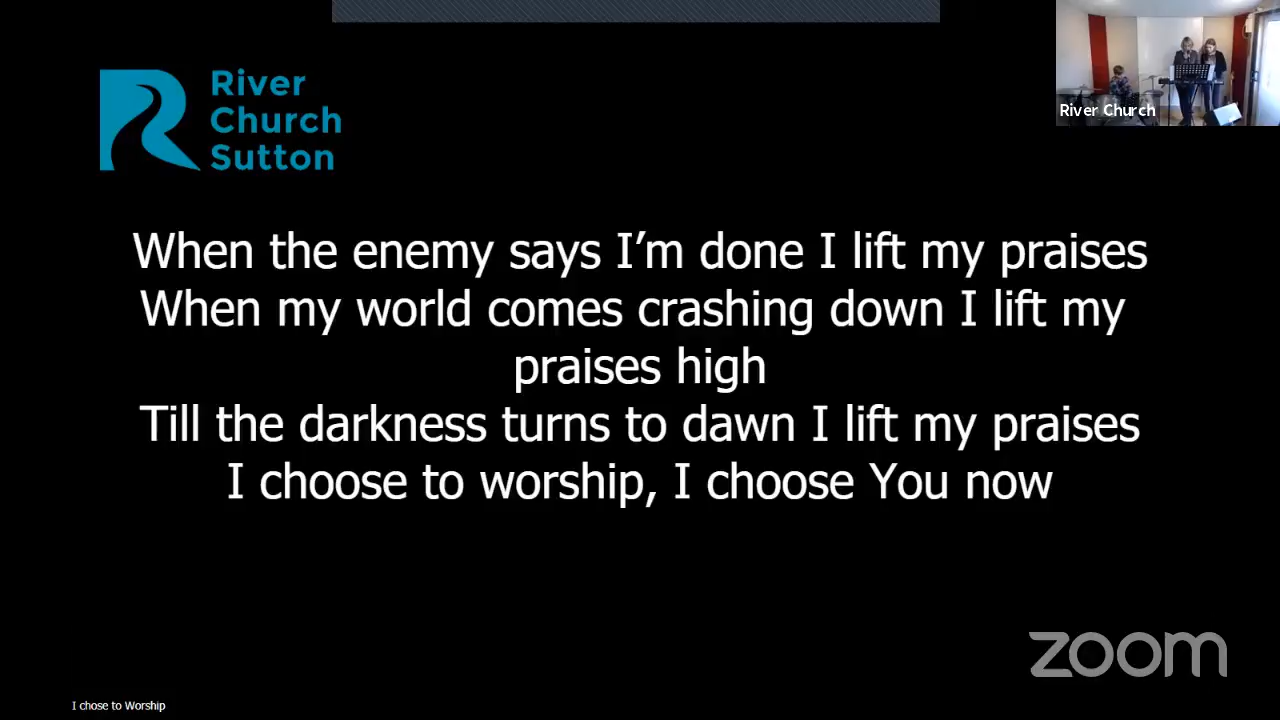 River
Church
Sutton
River Church
When the enemy says I’m done I lift my praises
When my world comes crashing down I lift my
praises high
Till the darkness turns to dawn I lift my praises
I choose to worship, I choose You now
zoom
I chose to Worship